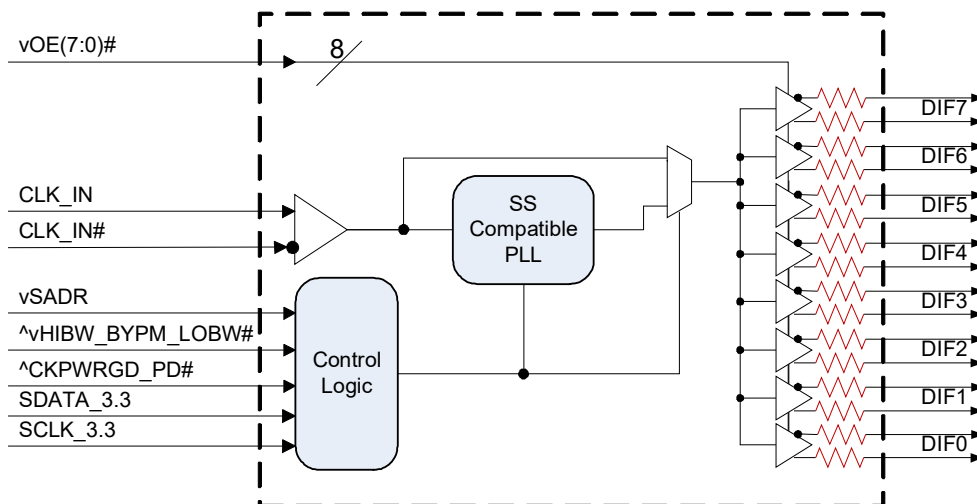 vOE(7:0)#
8
DIF7
DIF6
CLK_IN
SS
Compatible
PLL
DIF5
CLK_IN#
DIF4
vSADR
DIF3
^vHIBW_BYPM_LOBW#
Control
Logic
DIF2
^CKPWRGD_PD#
SDATA_3.3
DIF1
SCLK_3.3
DIF0